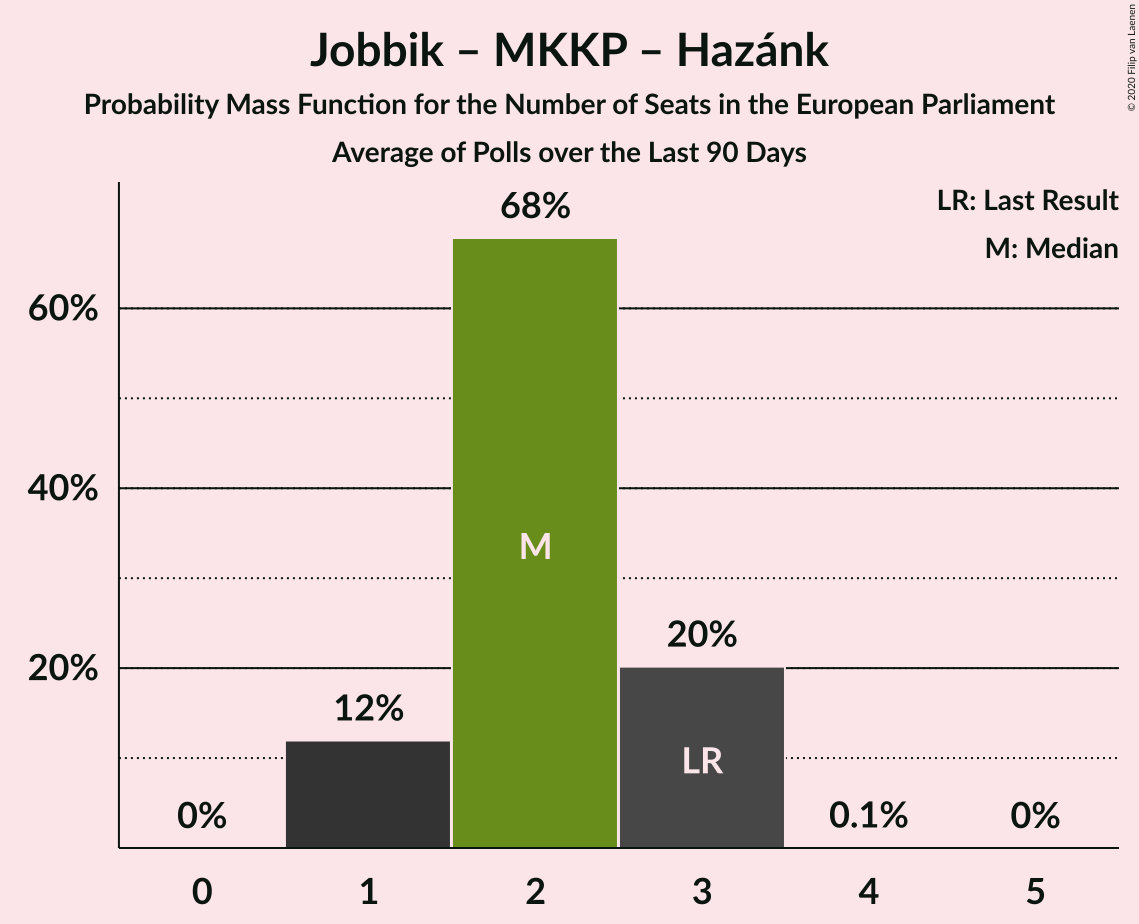 Jobbik – MKKP – Hazánk
Probability Mass Function for the Number of Seats in the European Parliament
Average of Polls over the Last 90 Days
© 2020 Filip van Laenen
LR: Last Result
M: Median
68%
60%
40%
20%
0%
12%
M
20%
LR
0.1%
0%
0 1 2 3 4 5